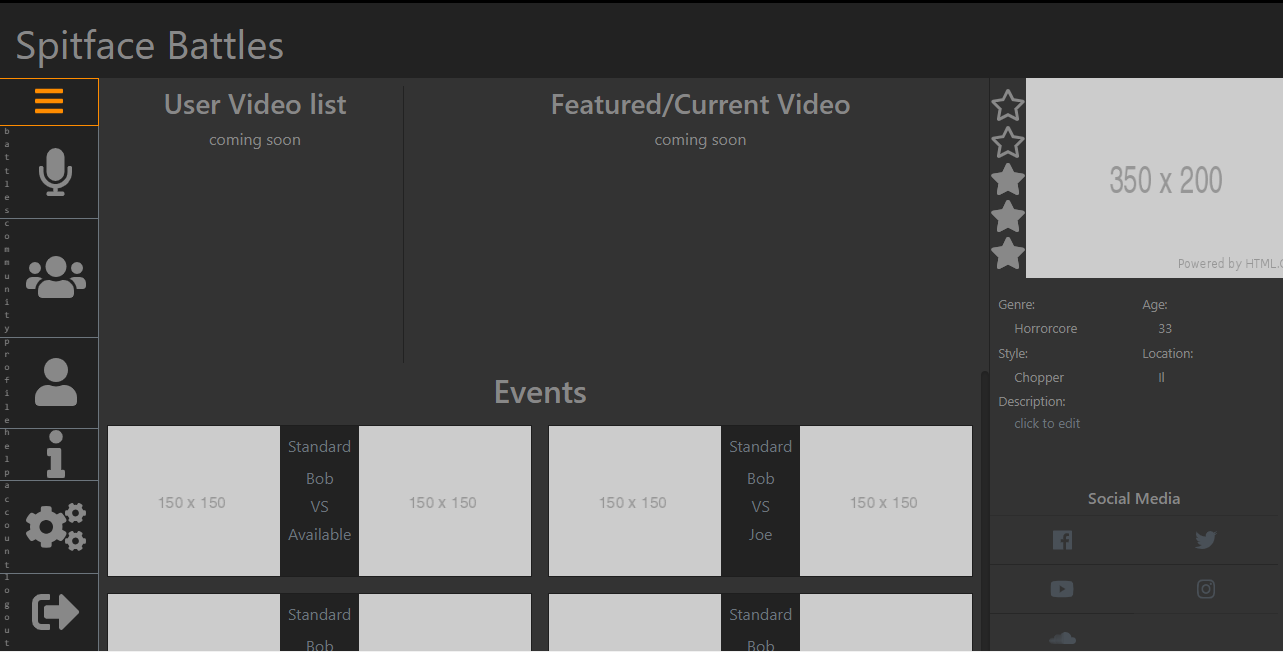 Spitface Battles
battles
community
profile
help
account
logout
User Video list
coming soon
Featured/Current Video
coming soon
350 x 200
Powered by HTML.C
Genre:
Age:
Horrorcore
33
Style:
Location:
Chopper
Il
Description:
click to edit
Social Media
Events
150 x 150
Standard
Bob
VS
Available
150 x 150
150 x 150
Standard
Bob
VS
Joe
150 x 150
Standard
Bob
Standard
Bob